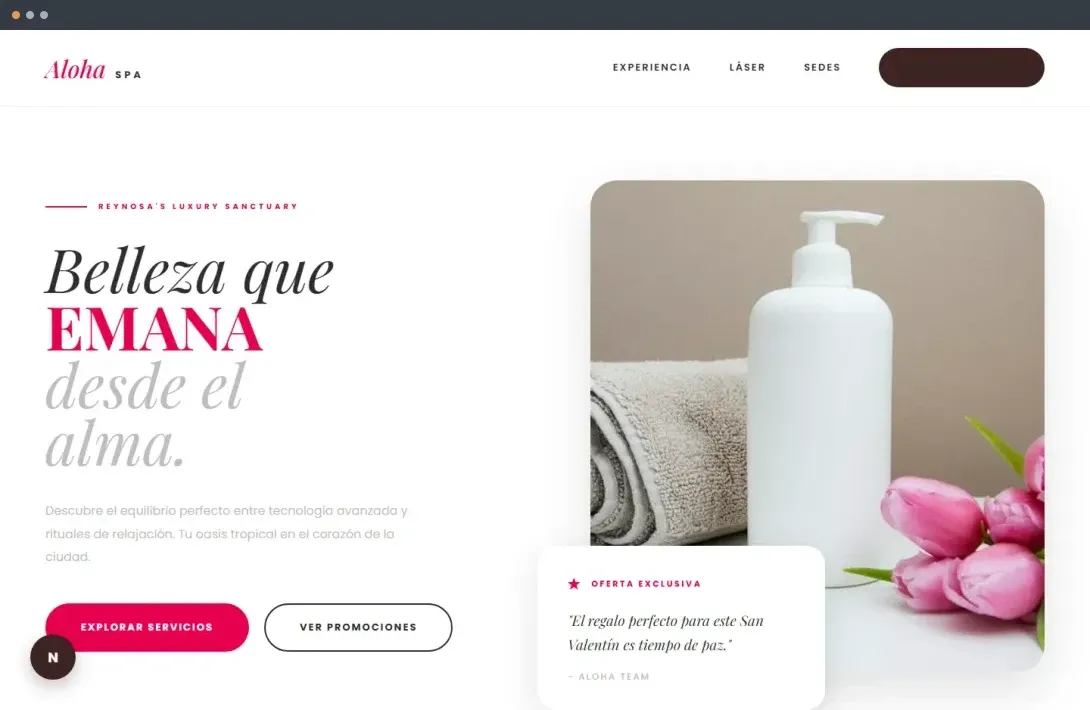 Aloha SPA
EXPERIENCIA
LÁSER
SEDES
REYNOSA'S LUXURY SANCTUARY
Belleza que
EMANA
desde el
alma.
Descubre el equilibrio perfecto entre tecnología avanzada y
rituales de relajación. Tu oasis tropical en el corazón de la
ciudad.
EXPLORAR SERVICIOS
VER PROMOCIONES
N
OFERTA EXCLUSIVA
"El regalo perfecto para este San
Valentín es tiempo de paz."
- ALOHA TEAM